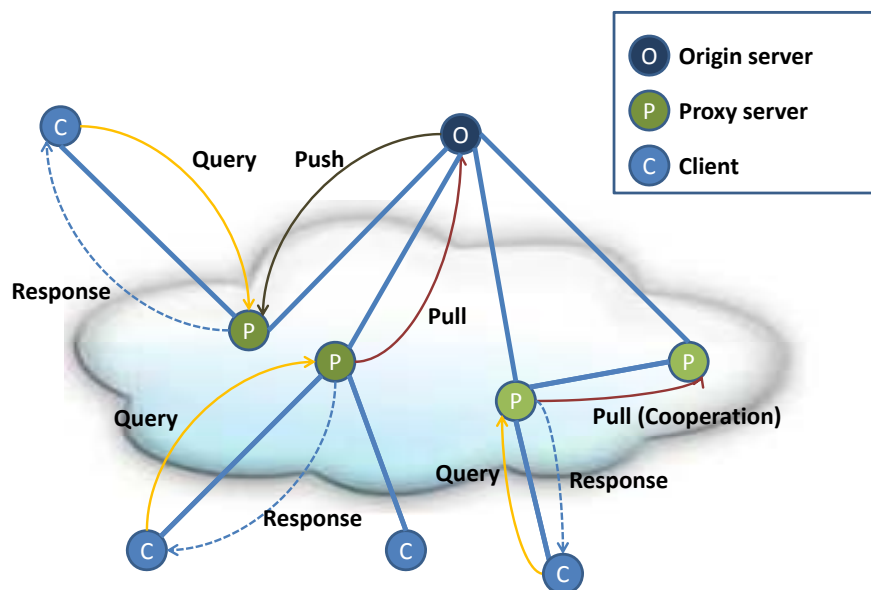 O Origin server
P Proxy server
C Client
C
O
Query
Push
Response
P
Pull
P
P
P
Query
Pull (Cooperation)
Query
Response
Response
C
C
C